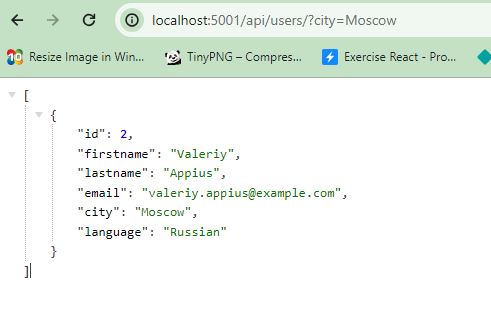 localhost:5001/api/users/?city=Moscow
10 Resize Image in Win... TinyPNG – Compres... Exercise React - Pro...
[
{
"id": 2,
"firstname": "Valeriy",
"lastname": "Appius",
"email": "valeriy.appius@example.com",
"city": "Moscow",
"language": "Russian"
}
]